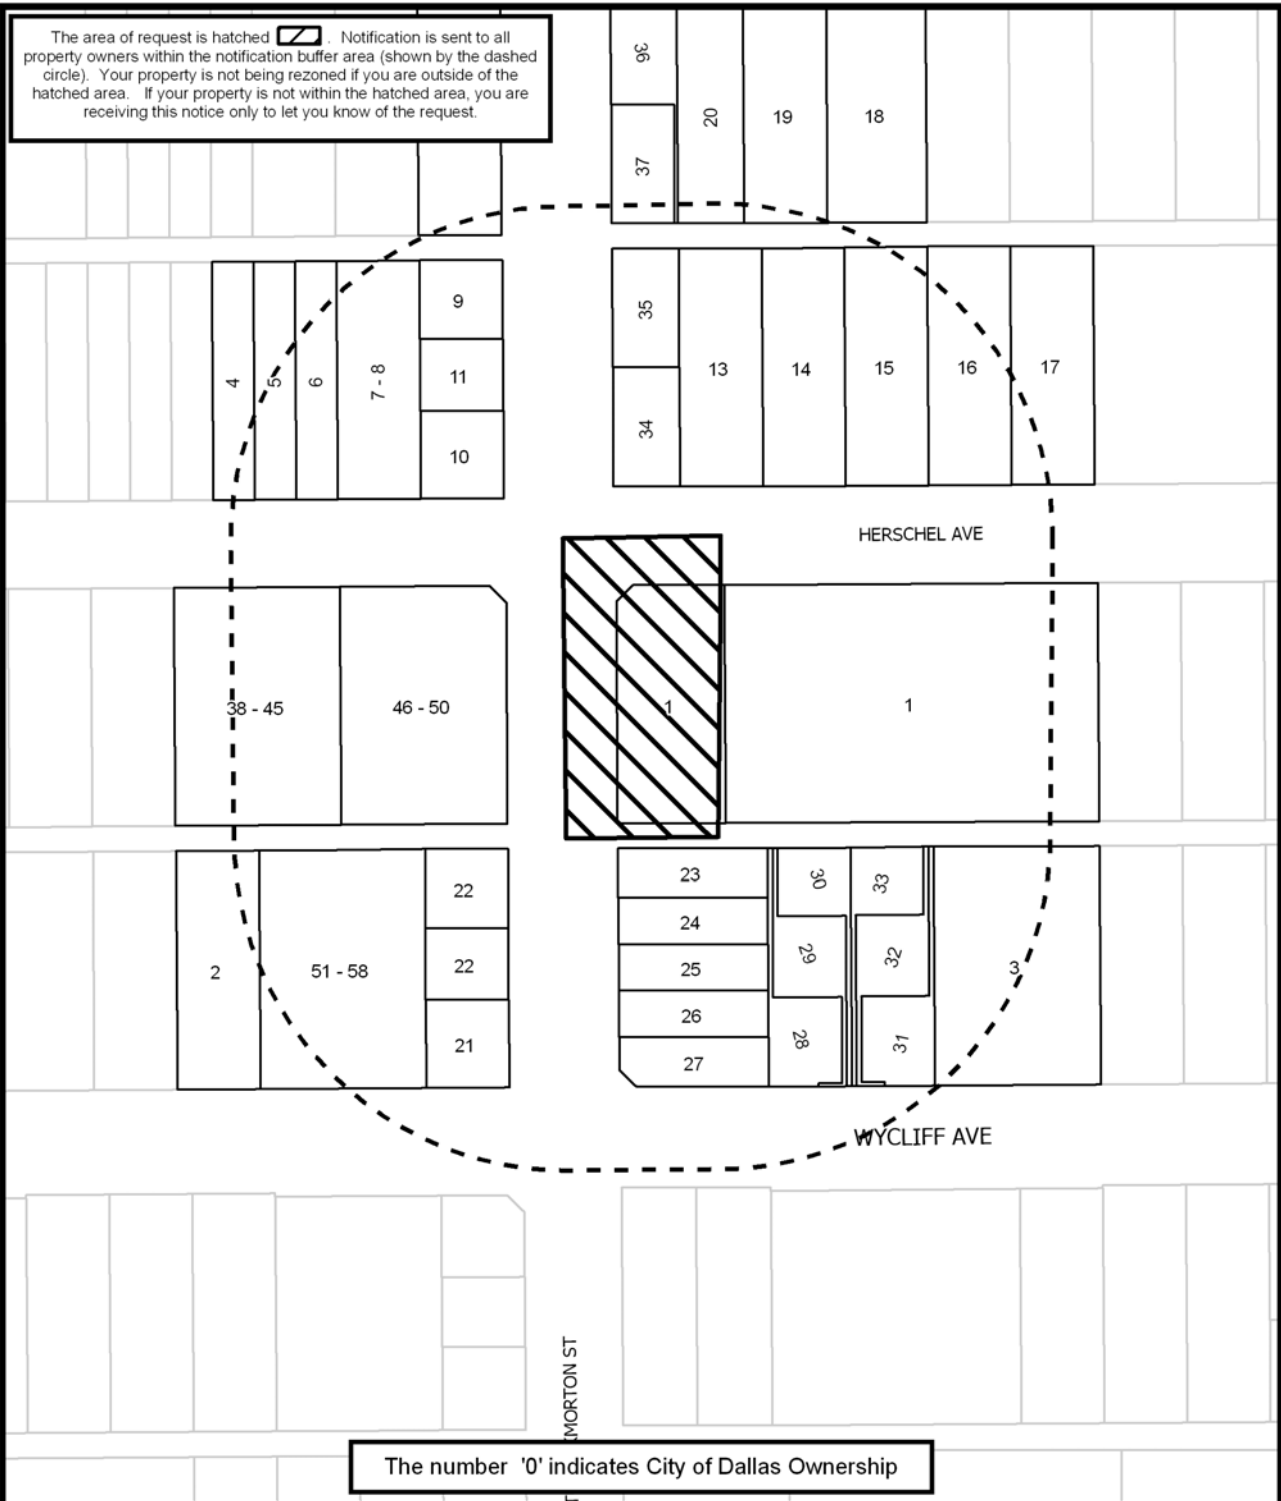 The area of request is hatched . Notification is sent to all
property owners within the notification buffer area (shown by the dashed
circle). Your property is not being rezoned if you are outside of the
hatched area. If your property is not within the hatched area, you are
receiving this notice only to let you know of the request.
36
20
19
18
37
9
35
4
5
6
7 - 8
11
13
14
15
16
17
10
34
HERSCHEL AVE
38 - 45
46 - 50
1
1
22
23
30
33
24
2
51 - 58
22
25
29
32
3
26
21
27
28
31
WYCLIFF AVE
KMORTON ST
The number '0' indicates City of Dallas Ownership